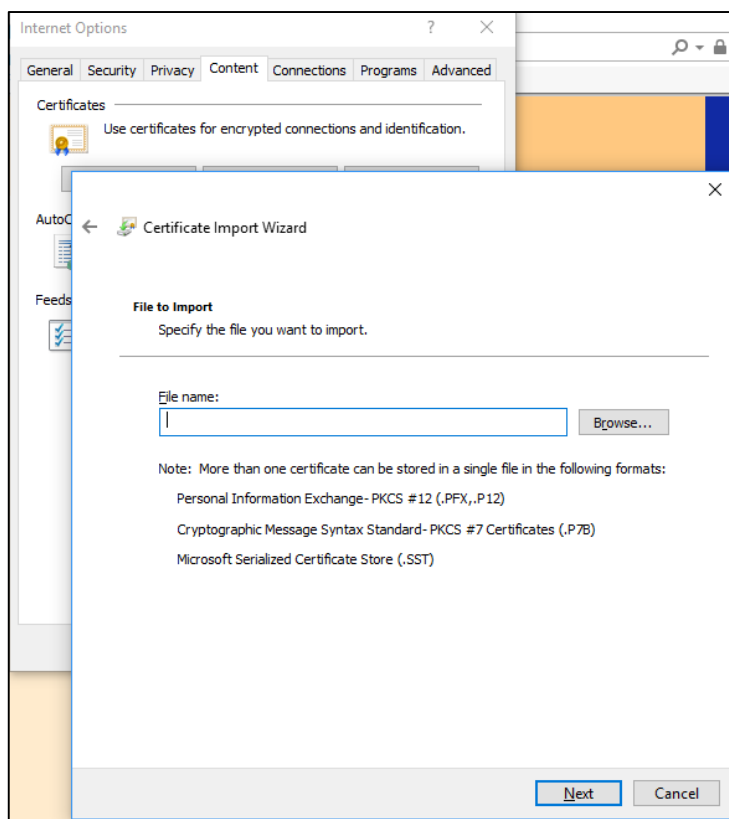 Internet Options
?
General Security Privacy Content Connections Programs Advanced
Certificates
Use certificates for encrypted connections and identification.
Certificate Import Wizard
Feeds
File to Import
Specify the file you want to import.
File name:
Browse...
Note: More than one certificate can be stored in a single file in the following formats:
Personal Information Exchange- PKCS #12 (.PFX,.P12)
Cryptographic Message Syntax Standard- PKCS #7 Certificates (.P7B)
Microsoft Serialized Certificate Store (.SST)
Next Cancel